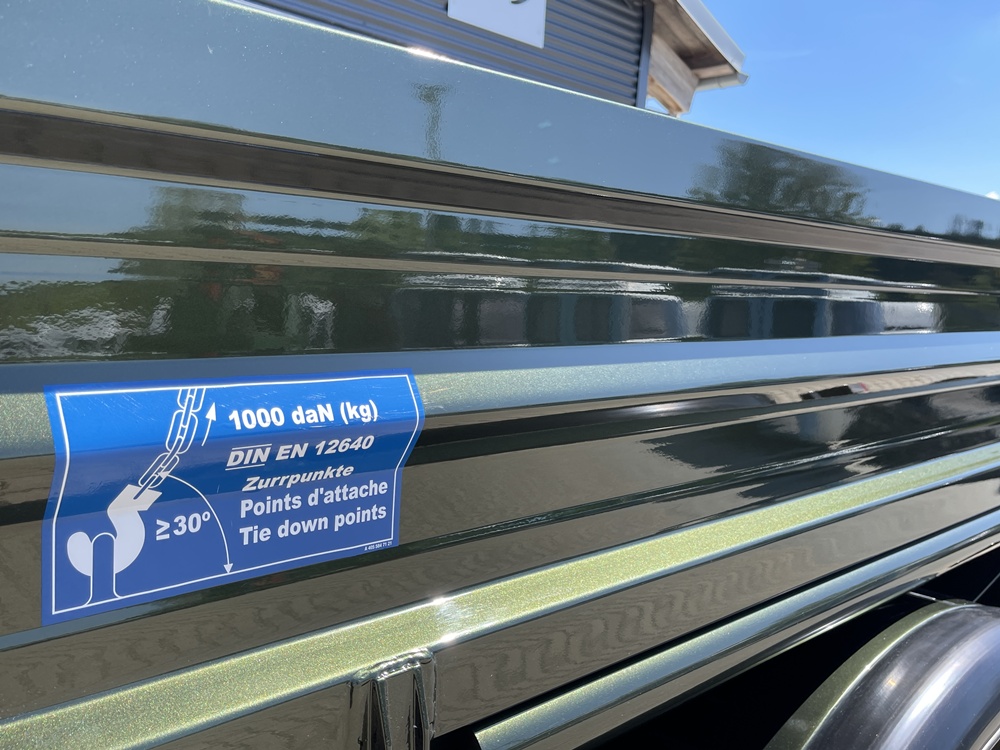 1000 daN (kg)
DIN EN 12640
Zurrpunkte
Points d'attache
Tie down points
≥30°